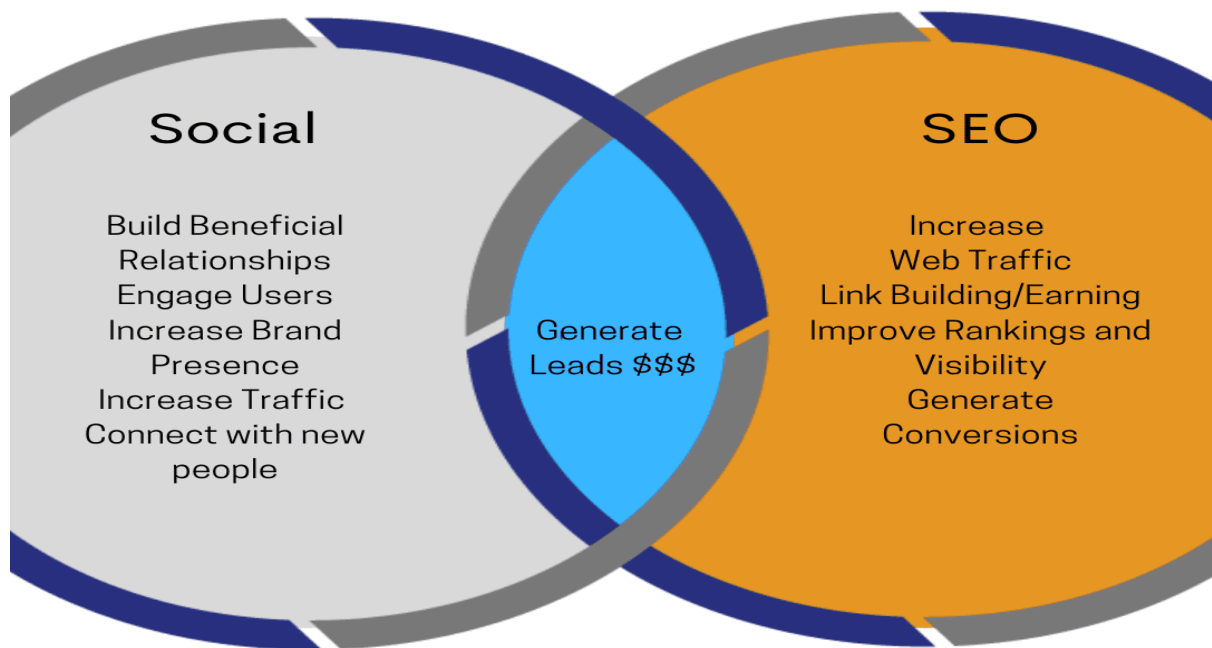 Social
Build Beneficial
Relationships
Engage Users
Increase Brand
Presence
Increase Traffic
Connect with new
people
Generate
Leads $$$
SEO
Increase
Web Traffic
Link Building/Earning
Improve Rankings and
Visibility
Generate
Conversions